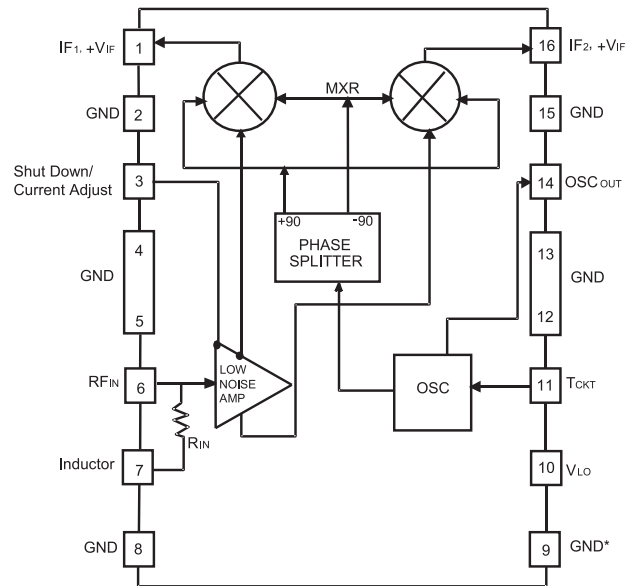 IF1, +VIF
1
16
IF2, +VIF
MXR
GND
2
15
GND
Shut Down/
Current Adjust
3
14
OSCOUT
+90
-90
PHASE
SPLITTER
4
GND
5
13
GND
12
RFIN
6
LOW
NOISE
AMP
OSC
11
TCKT
RIN
Inductor
7
10
VLO
GND
8
9
GND*